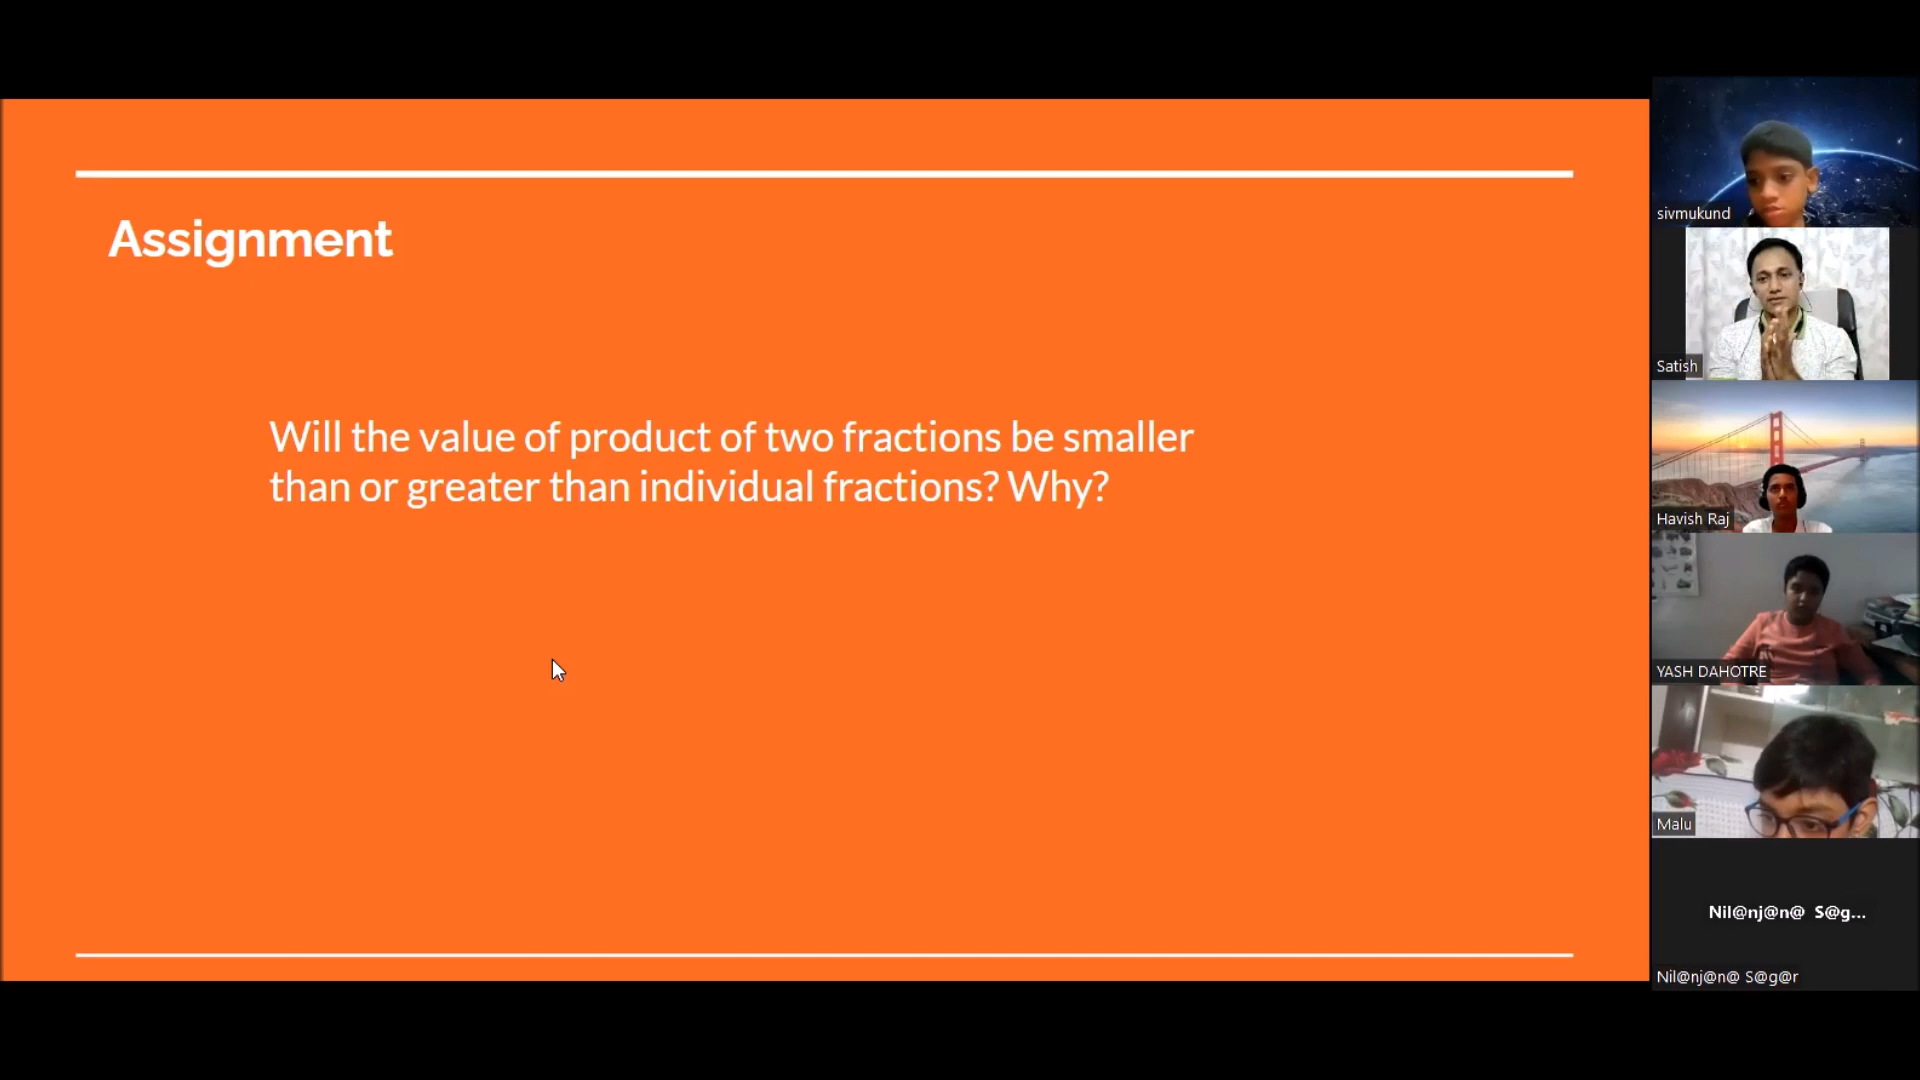 Assignment
Will the value of product of two fractions be smaller
than or greater than individual fractions? Why?
sivmukund
Satish
Havish Raj
YASH DAHOTRE
Malu
Nil@nj@n@ S@g...
Nil@nj@n@ S@g@r